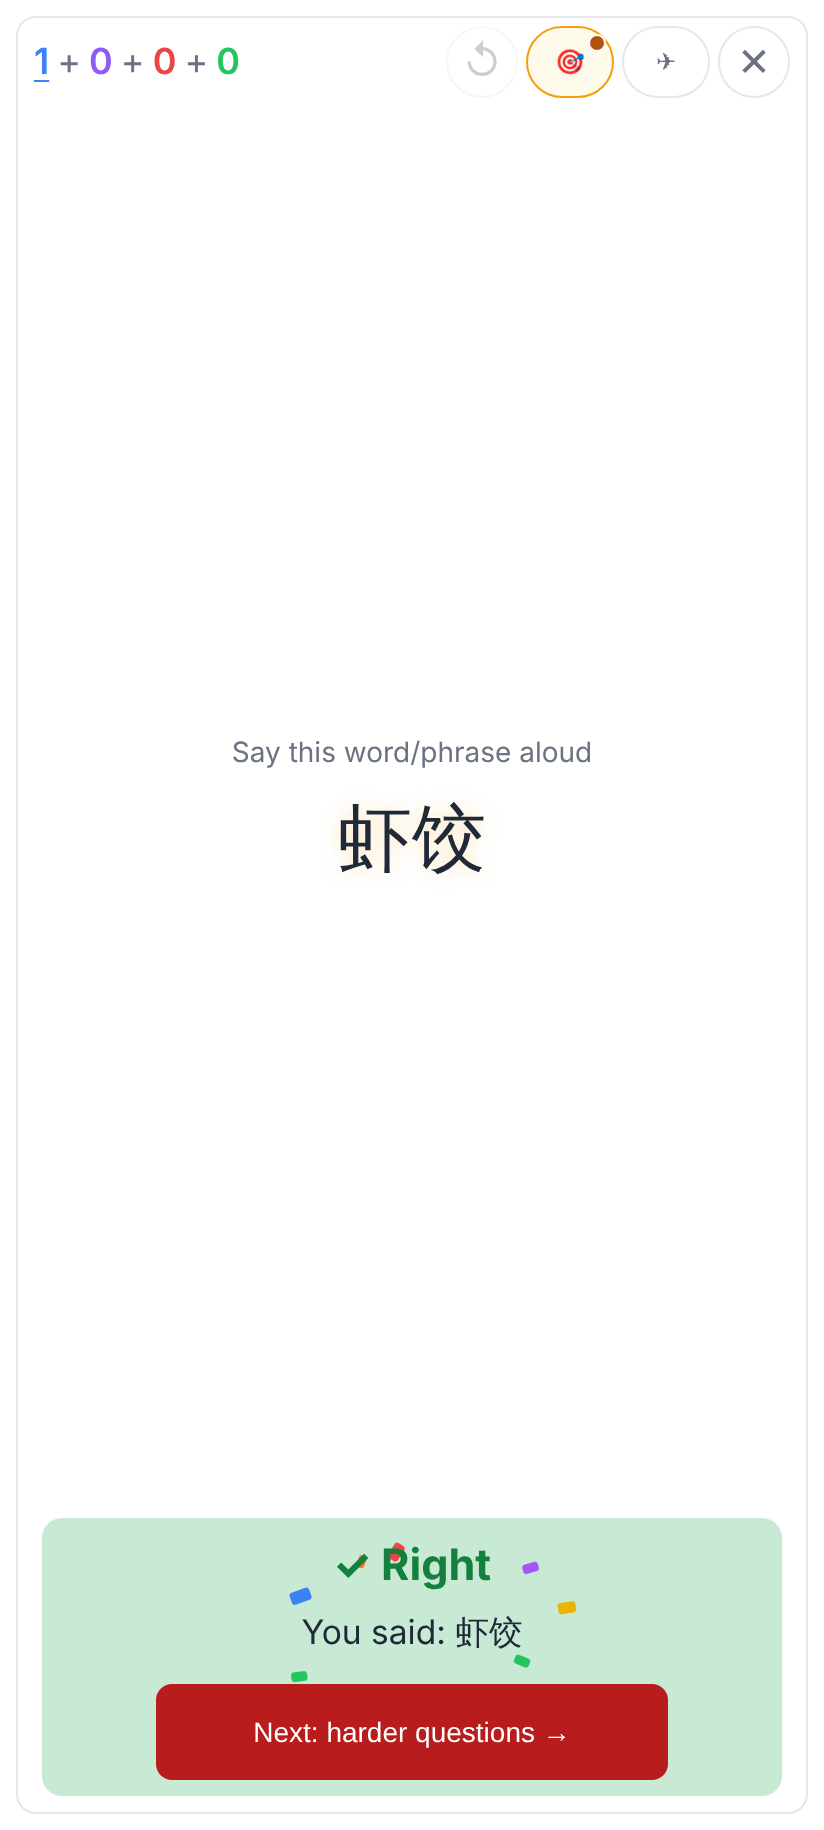 1 + 0 + 0 + 0
Say this word/phrase aloud
虾饺
Right
You said: 虾饺
Next: harder questions →